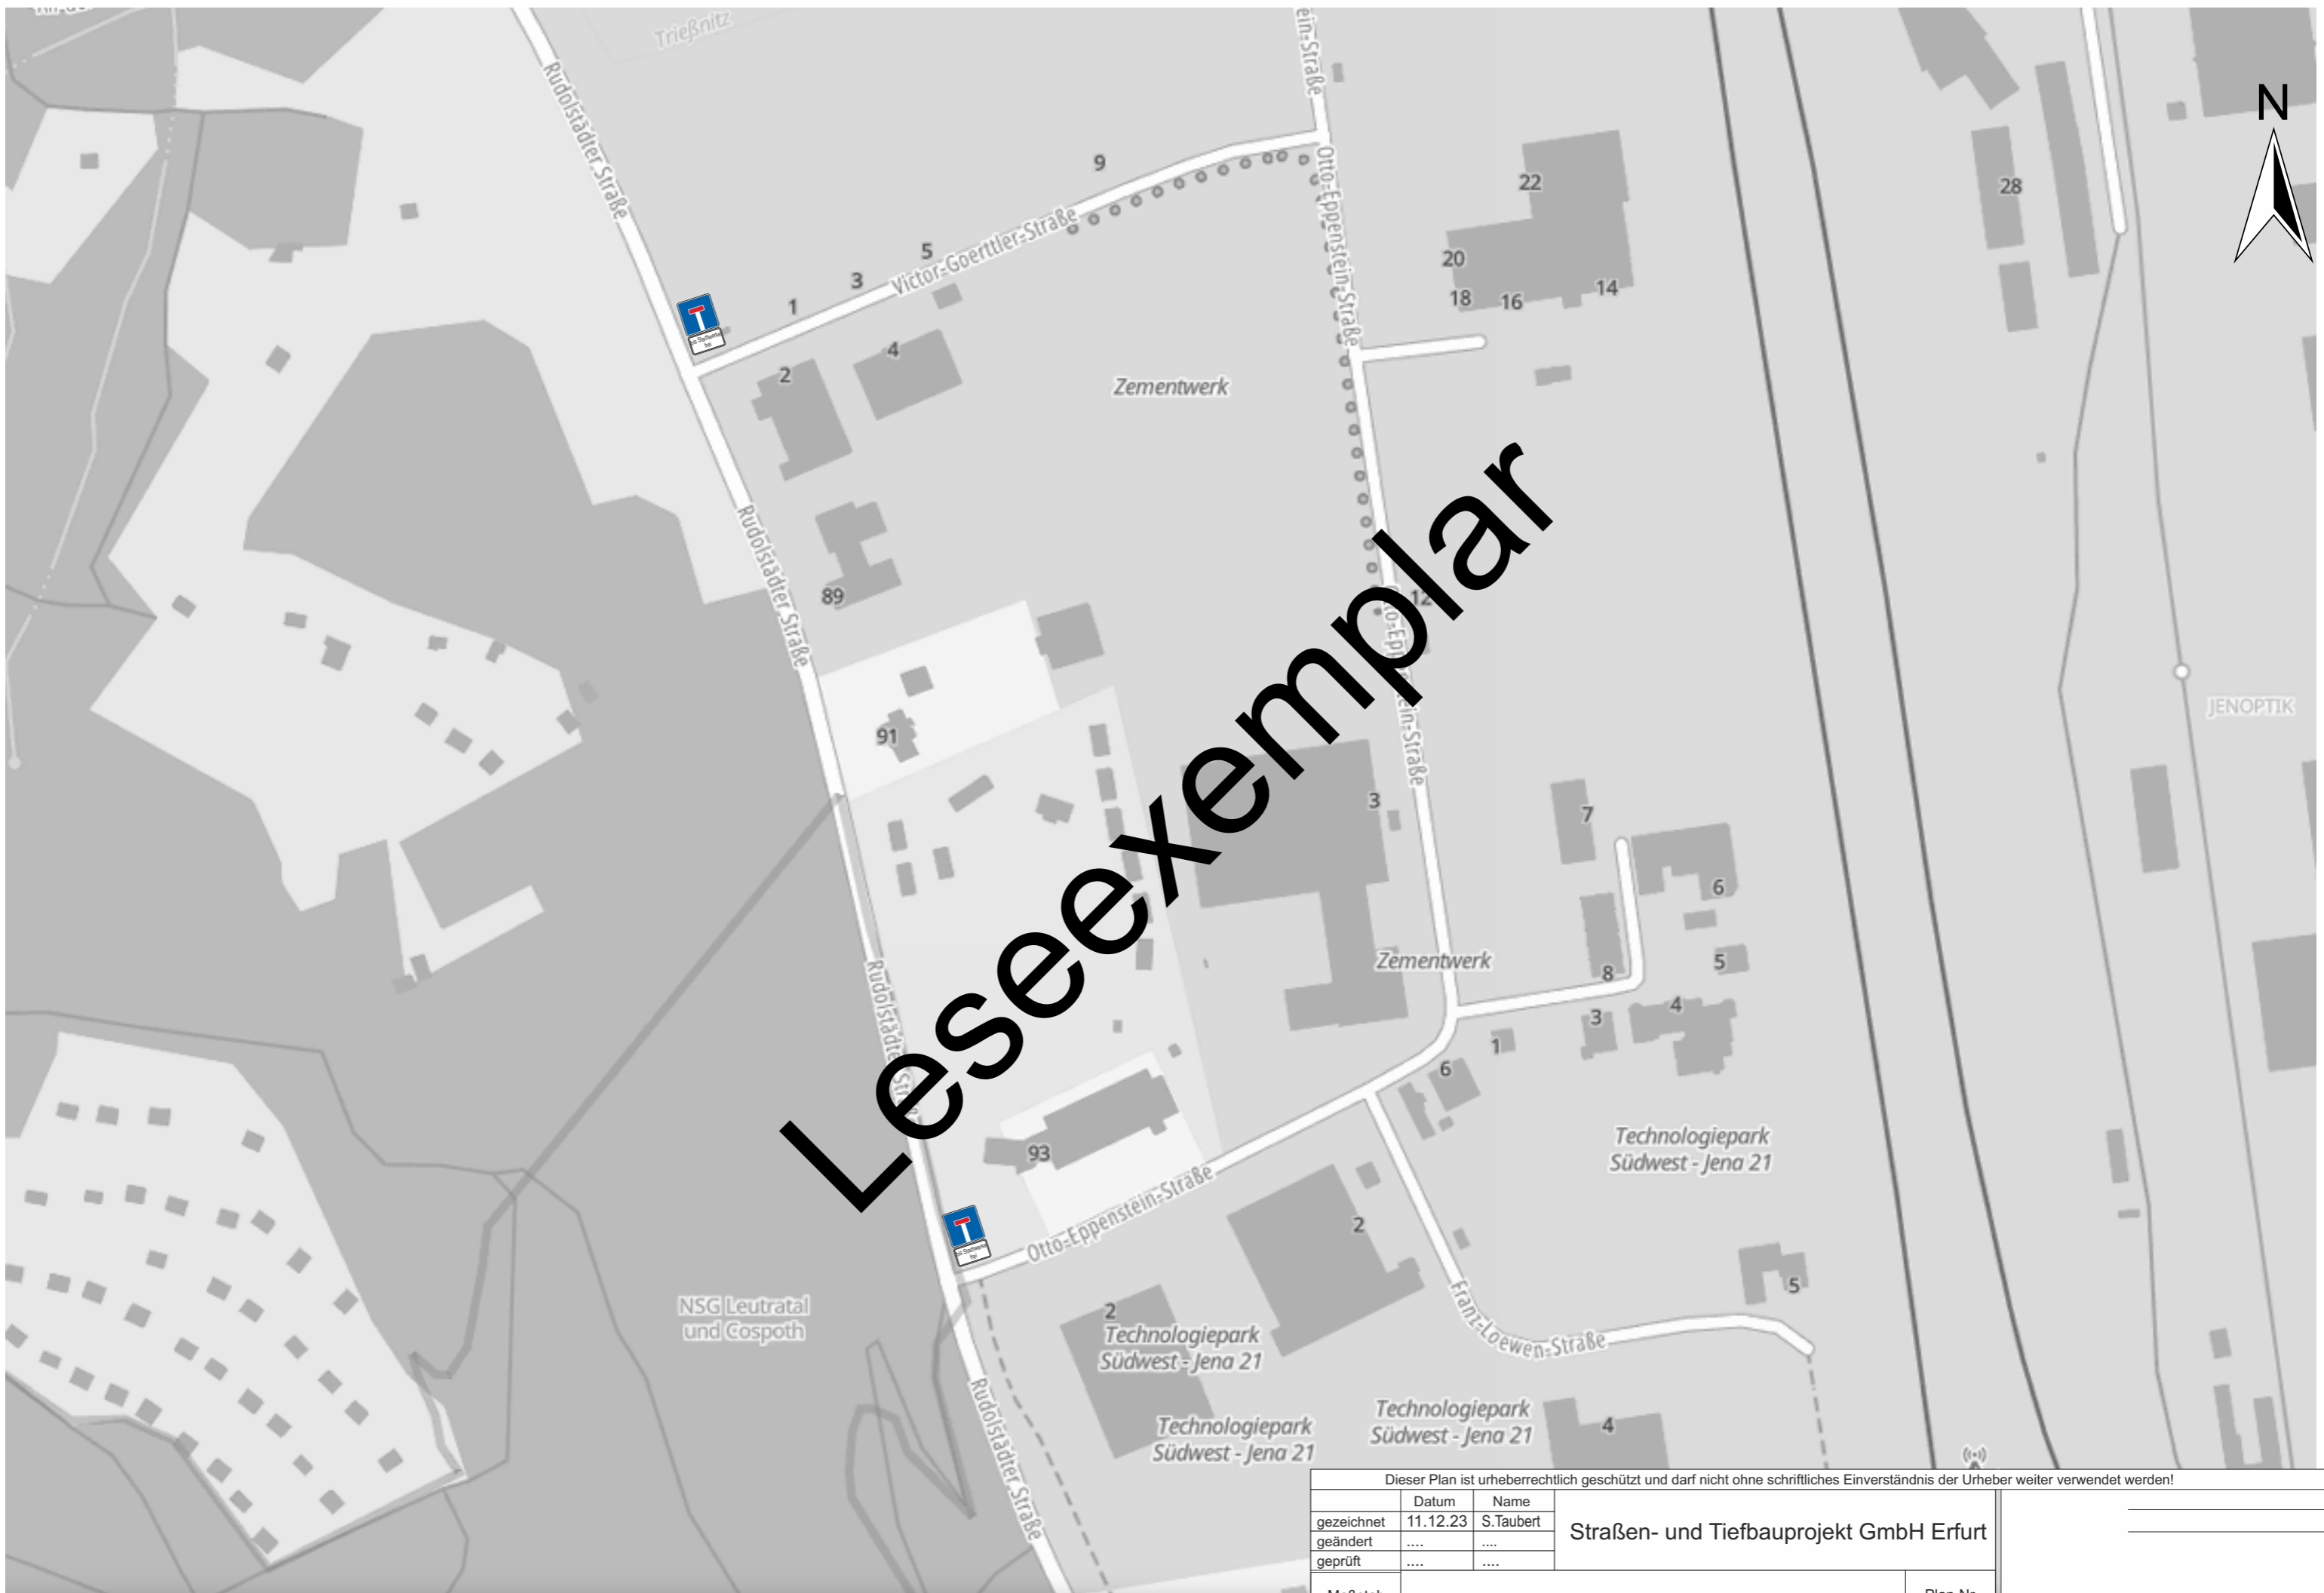 Trießnitz
ein-Straße
Rudolstädter Straße
N
9
Otto-Eppenstein-Straße
22
28
5
Victor-Goerttler-Straße
3
20
1
18
16
14
2
4
Zementwerk
Rudolstädter Straße
89
12
Otto-Eppenstein-Straße
91
JENOPTIK
3
7
6
Rudolstädter Straße
Zementwerk
8
5
4
3
1
6
Leseexemplar
93
Technologiepark
Südwest - Jena 21
Otto-Eppenstein-Straße
2
NSG Leutratal
und Cospoth
2
Technologiepark
Südwest - Jena 21
Franz-Loewen-Straße
5
Rudolstädter Straße
Technologiepark
Südwest - Jena 21
Technologiepark
Südwest - Jena 21
4
Dieser Plan ist urheberrechtlich geschützt und darf nicht ohne schriftliches Einverständnis der Urheber weiter verwendet werden!
Datum Name
gezeichnet 11.12.23 S.Taubert
geändert .... ....
geprüft .... ....
Straßen- und Tiefbauprojekt GmbH Erfurt